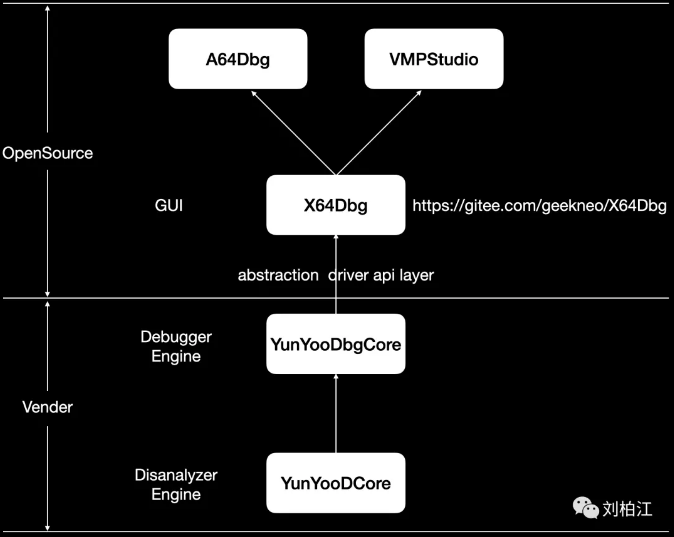 A64Dbg
VMPStudio
OpenSource
GUI
X64Dbg
https://gitee.com/geekneo/X64Dbg
abstraction driver api layer
Debugger
Engine
YunYooDbgCore
Vender
Disanalyzer
Engine
YunYooDCore
刘柏江